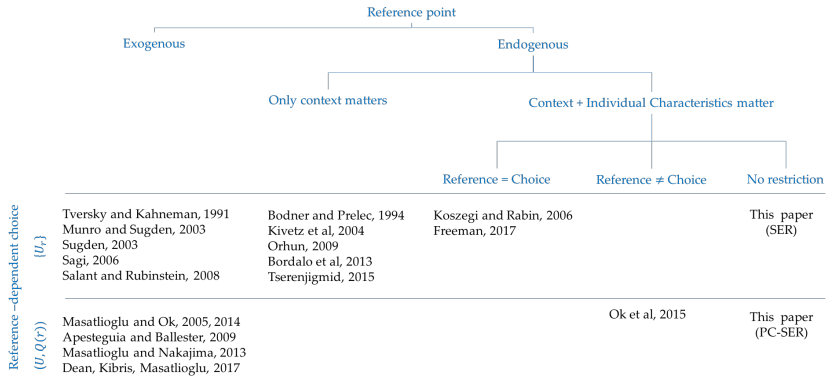 Reference point
Exogenous
Endogenous
Only context matters
Context + Individual Characteristics matter
Reference = Choice
Reference ≠ Choice
No restriction
Reference –dependent choice
{U_r}
Tversky and Kahneman, 1991
Munro and Sugden, 2003
Sugden, 2003
Sagi, 2006
Salant and Rubinstein, 2008
Bodner and Prelec, 1994
Kivetz et al, 2004
Orhun, 2009
Bordalo et al, 2013
Tserenjigmid, 2015
Koszegi and Rabin, 2006
Freeman, 2017
This paper
(SER)
(U, Q(r))
Masatlioglu and Ok, 2005, 2014
Apesteguia and Ballester, 2009
Masatlioglu and Nakajima, 2013
Dean, Kibris, Masatlioglu, 2017
Ok et al, 2015
This paper
(PC-SER)